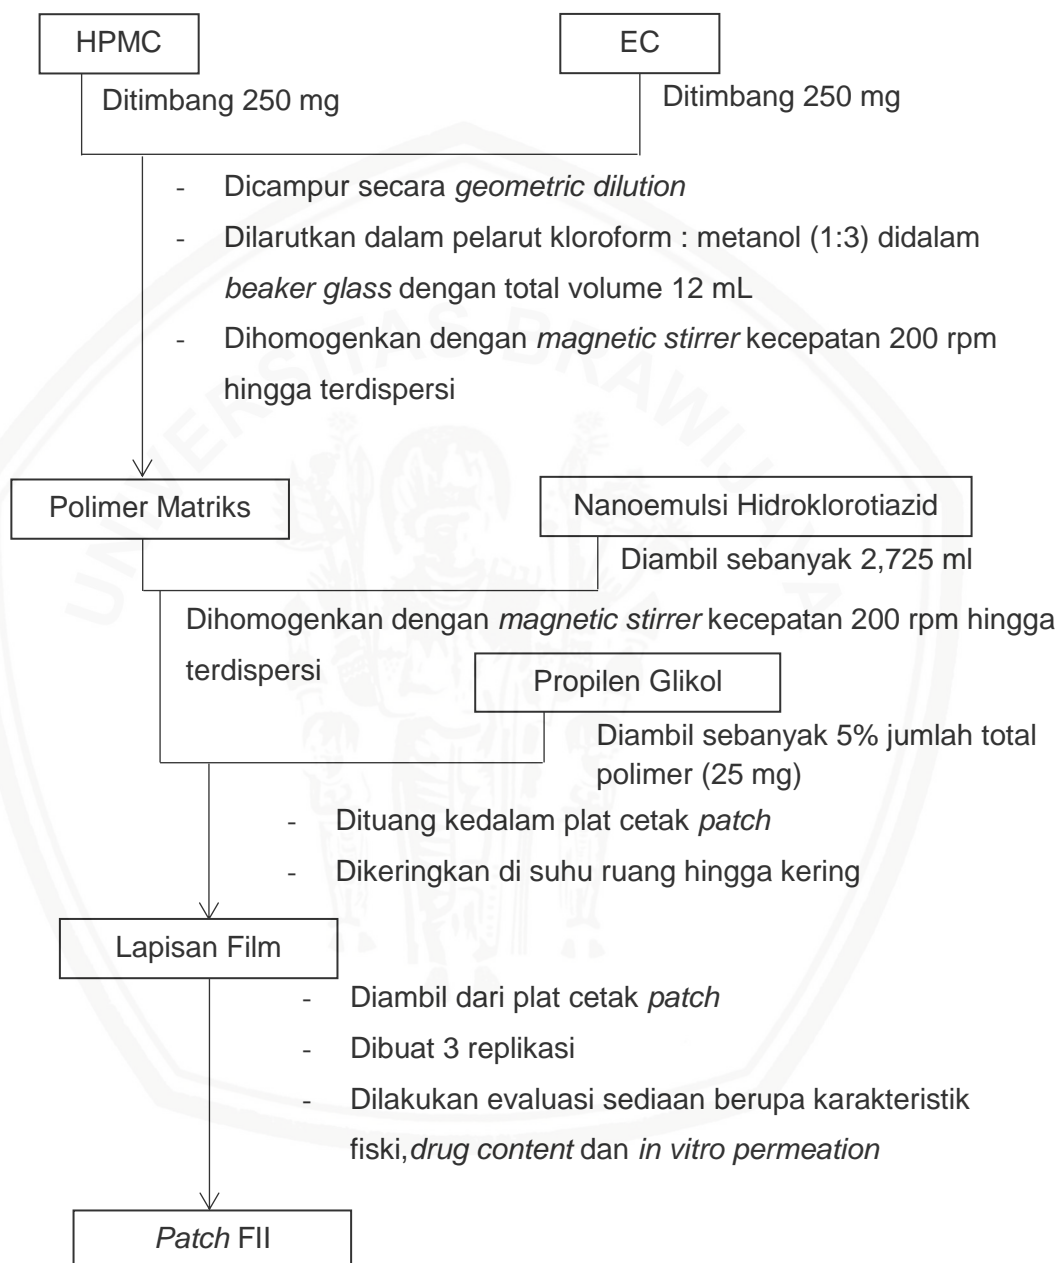 HPMC
EC
Ditimbang 250 mg
Ditimbang 250 mg
- Dicampur secara geometric dilution
- Dilarutkan dalam pelarut kloroform : metanol (1:3) didalam
beaker glass dengan total volume 12 mL
- Dihomogenkan dengan magnetic stirrer kecepatan 200 rpm
hingga terdispersi
Polimer Matriks
Nanoemulsi Hidroklorotiazid
Diambil sebanyak 2,725 ml
Dihomogenkan dengan magnetic stirrer kecepatan 200 rpm hingga
terdispersi
Propilen Glikol
Diambil sebanyak 5% jumlah total
polimer (25 mg)
- Dituang kedalam plat cetak patch
- Dikeringkan di suhu ruang hingga kering
Lapisan Film
- Diambil dari plat cetak patch
- Dibuat 3 replikasi
- Dilakukan evaluasi sediaan berupa karakteristik
fiski,drug content dan in vitro permeation
Patch FII
UNIVERSITAS BRAWIJAYA